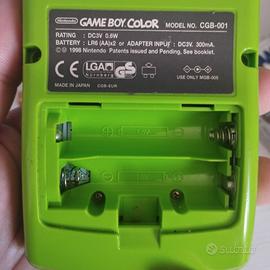 Nintendo GAME BOY COLOR MODEL NO. CGB-001
RATING : DC3V 0.6W
BATTERY : LR6 (AA)x2 or ADAPTER INPUT : DC3V 300mA.
© 1998 Nintendo Patents issued and Pending. See booklet.
LGA
Nürnberg
GS
CE
USE ONLY MGB-005
MADE IN JAPAN CGB-EUR
subito